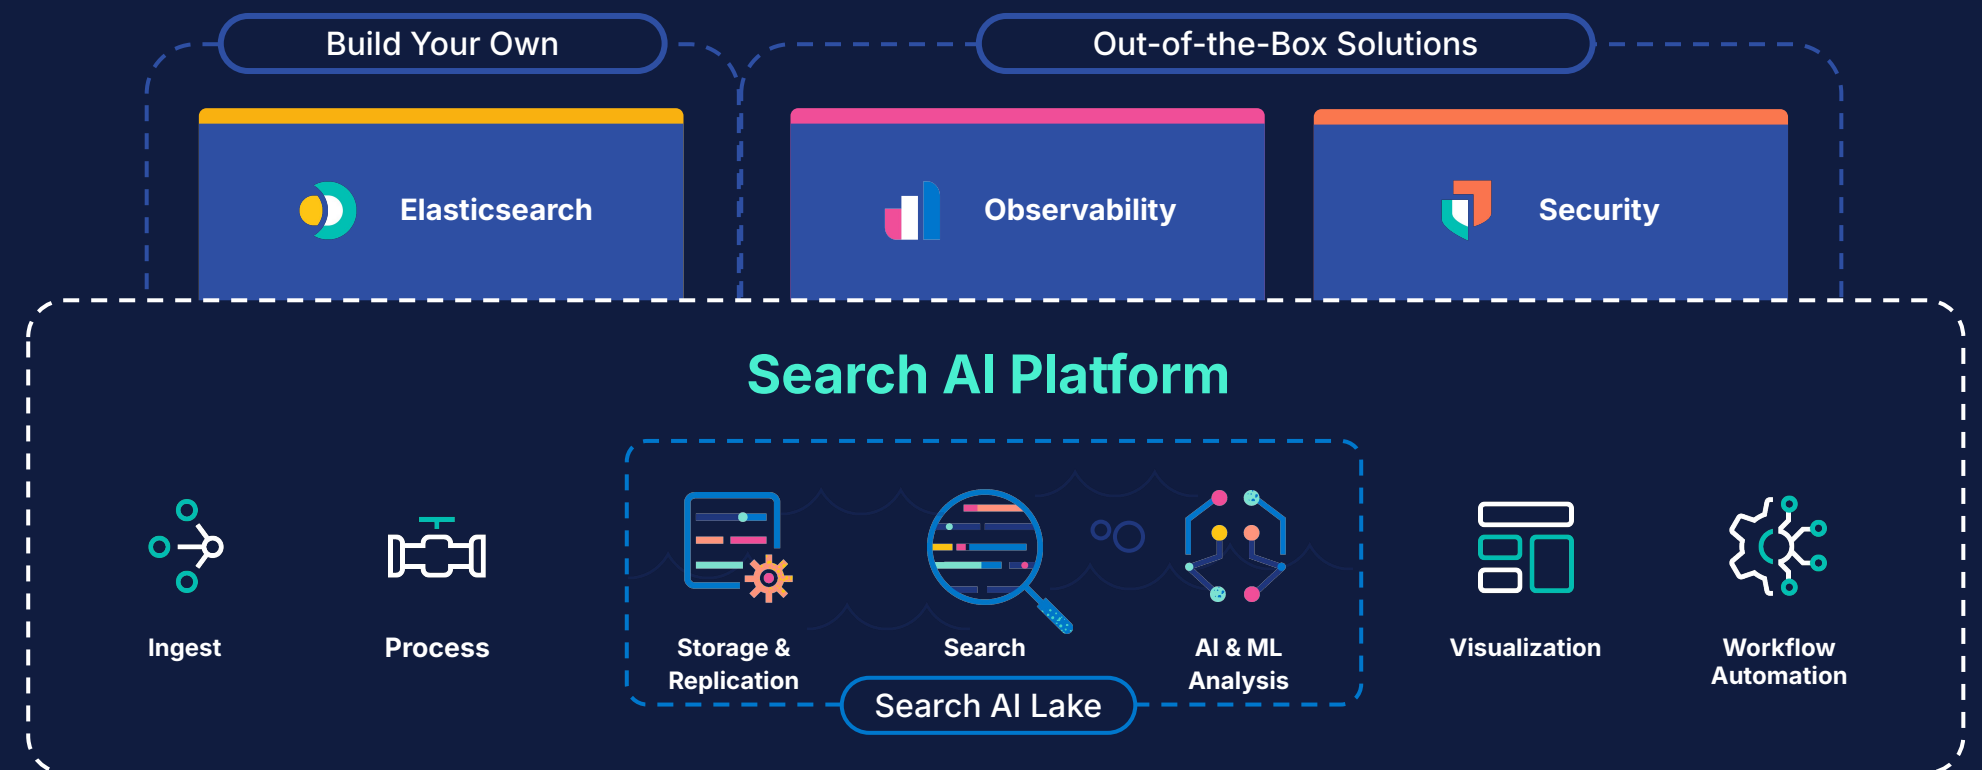 Build Your Own
Out-of-the-Box Solutions
Elasticsearch
Observability
Security
Search AI Platform
Ingest
Process
Storage &
Replication
Search
AI & ML
Analysis
Visualization
Workflow
Automation
Search AI Lake